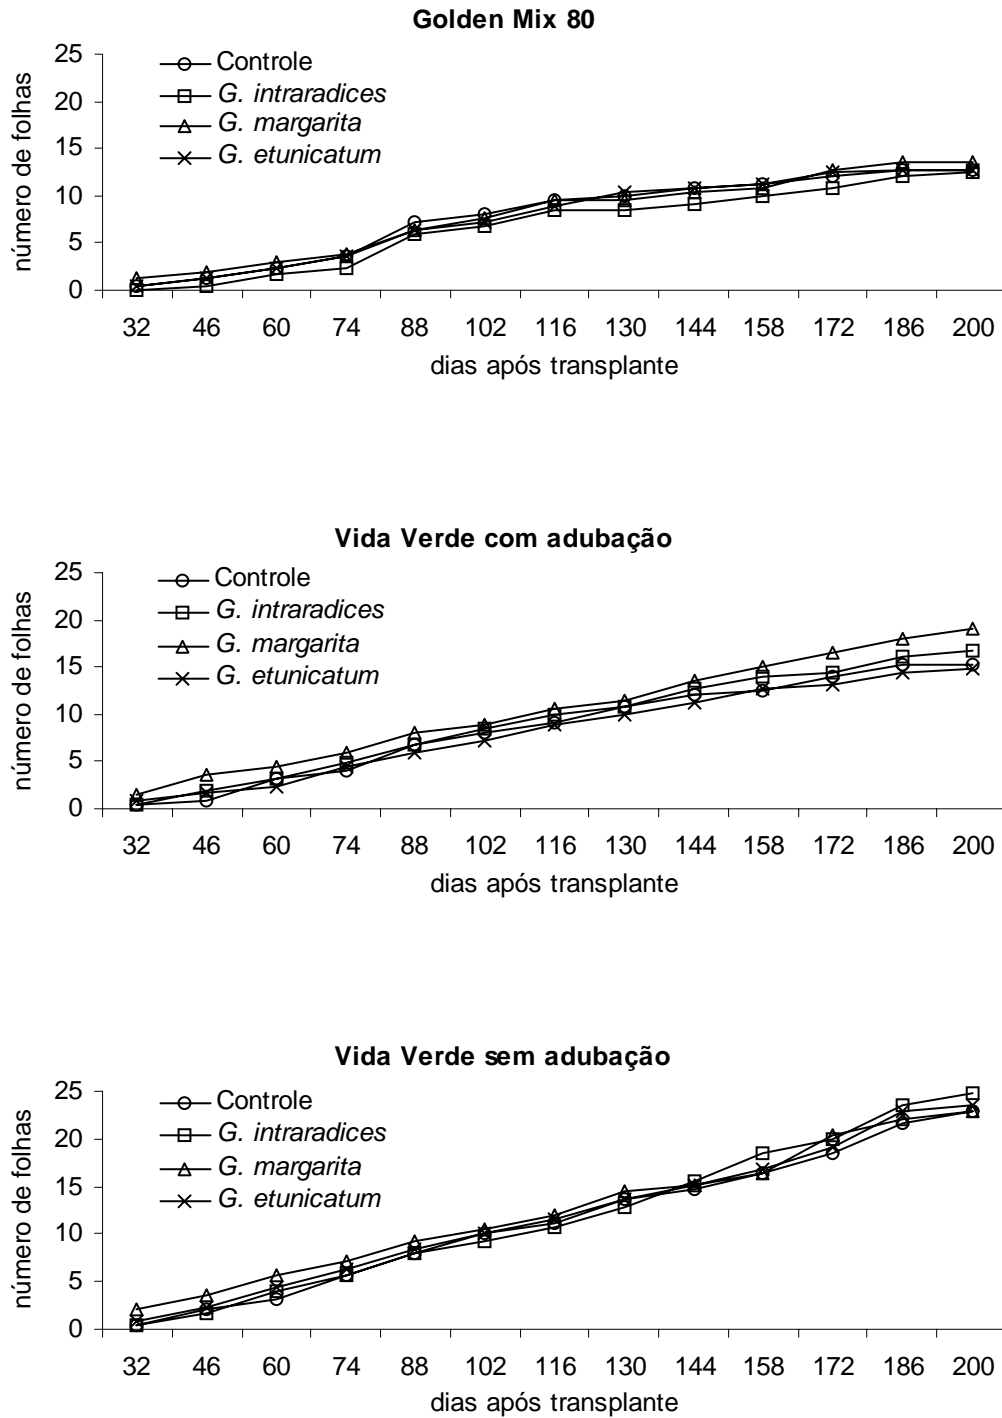 Golden Mix 80
número de folhas
25
20
15
10
5
0
Controle
G. intraradices
G. margarita
G. etunicatum
32 46 60 74 88 102 116 130 144 158 172 186 200
dias após transplante
Vida Verde com adubação
número de folhas
25
20
15
10
5
0
Controle
G. intraradices
G. margarita
G. etunicatum
32 46 60 74 88 102 116 130 144 158 172 186 200
dias após transplante
Vida Verde sem adubação
número de folhas
25
20
15
10
5
0
Controle
G. intraradices
G. margarita
G. etunicatum
32 46 60 74 88 102 116 130 144 158 172 186 200
dias após transplante